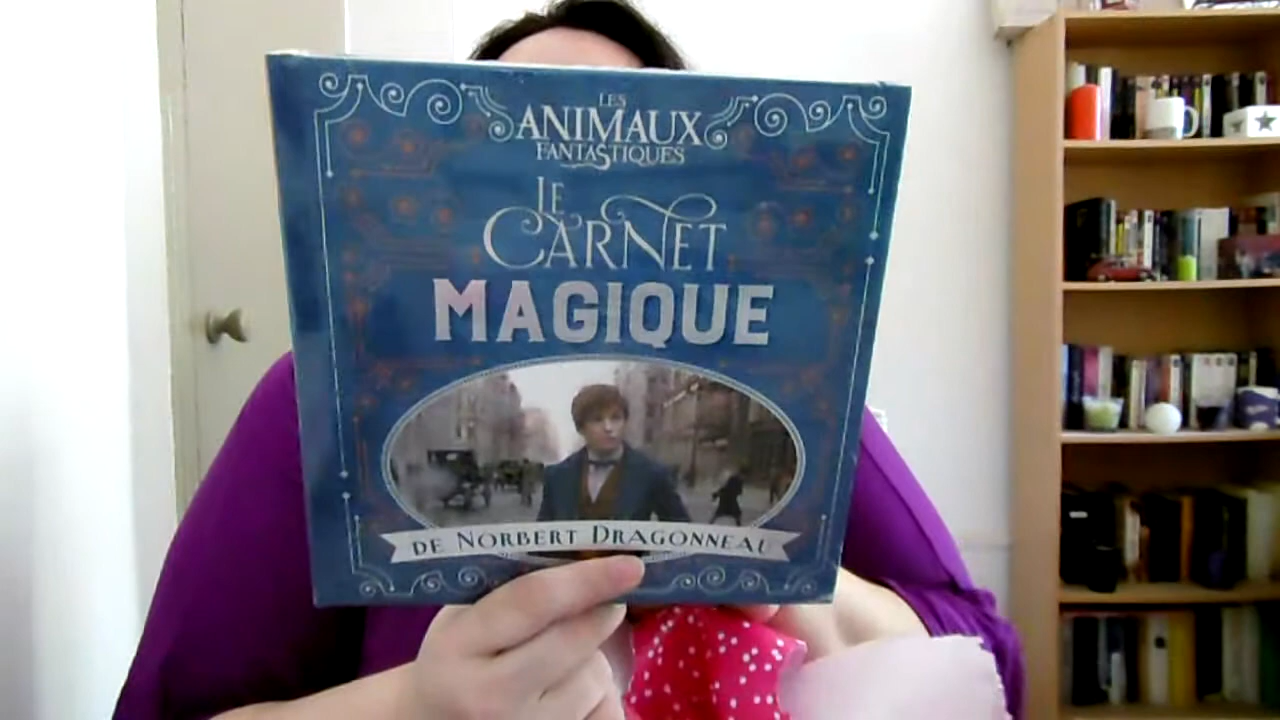 LES
ANIMAUX
FANTASTIQUES
LE
CARNET
MAGIQUE
DE NORBERT DRAGONNEAU